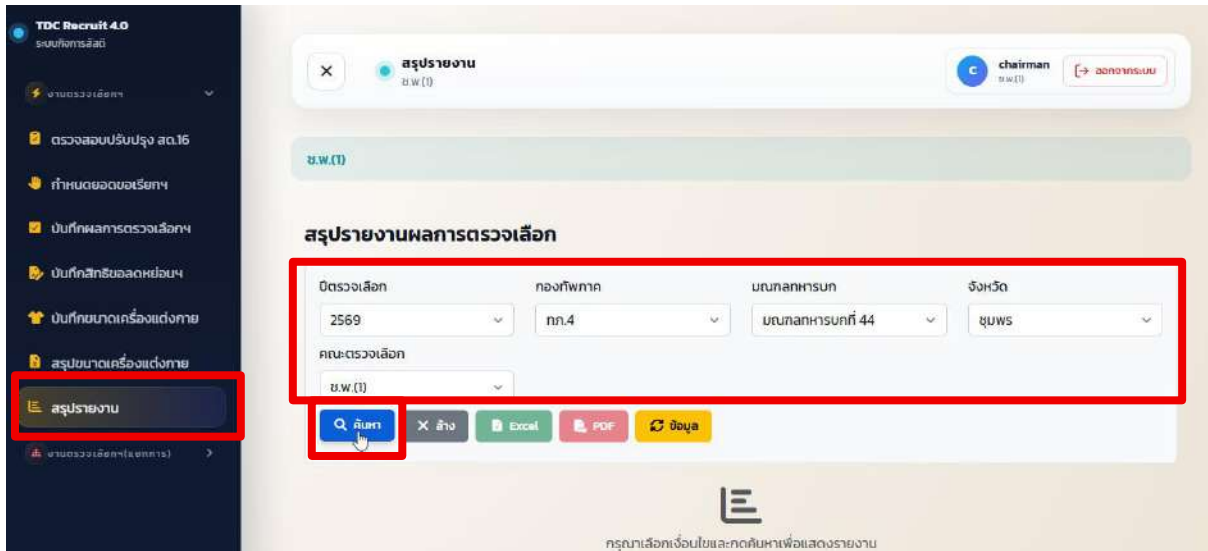 TDC Recruit 4.0
ระบบกิจการสัสดี
งานตรวจเลือกฯ
ตรวจสอบปรับปรุง สด.16
กำหนดยอดขอเรียกฯ
บันทึกผลการตรวจเลือกฯ
บันทึกสิทธิขอลดหย่อนฯ
บันทึกขนาดเครื่องแต่งกาย
สรุปขนาดเครื่องแต่งกาย
สรุปรายงาน
งานตรวจเลือกฯ(แยกการ)
สรุปรายงาน
ช.พ.(1)
C
chairman
ช.พ.(1)
ออกจากระบบ
ช.พ.(1)
สรุปรายงานผลการตรวจเลือก
ปีตรวจเลือก กองทัพภาค มณฑลทหารบก จังหวัด
2569 ทภ.4 มณฑลทหารบกที่ 44 ชุมพร
คณะตรวจเลือก
ช.พ.(1)
ค้นหา ล้าง Excel PDF ข้อมูล
กรุณาเลือกเงื่อนไขและกดค้นหาเพื่อแสดงรายงาน